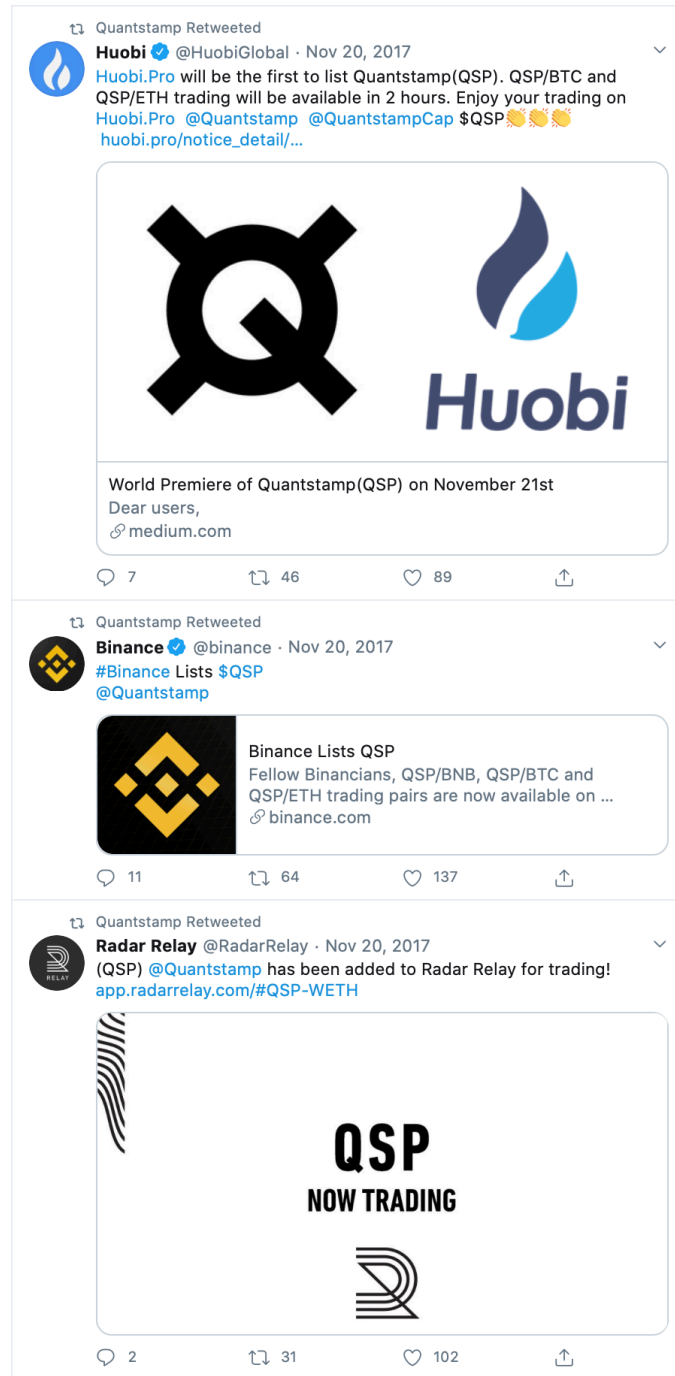 Quantstamp Retweeted
Huobi @HuobiGlobal · Nov 20, 2017
Huobi.Pro will be the first to list Quantstamp(QSP). QSP/BTC and
QSP/ETH trading will be available in 2 hours. Enjoy your trading on
Huobi.Pro @Quantstamp @QuantstampCap $QSP👏👏👏
huobi.pro/notice_detail/...
Huobi
World Premiere of Quantstamp(QSP) on November 21st
Dear users,
medium.com
7 46 89
Quantstamp Retweeted
Binance @binance · Nov 20, 2017
#Binance Lists $QSP
@Quantstamp
Binance Lists QSP
Fellow Binancians, QSP/BNB, QSP/BTC and
QSP/ETH trading pairs are now available on ...
binance.com
11 64 137
Quantstamp Retweeted
Radar Relay @RadarRelay · Nov 20, 2017
RELAY
(QSP) @Quantstamp has been added to Radar Relay for trading!
app.radarrelay.com/#QSP-WETH
QSP
NOW TRADING
2 31 102